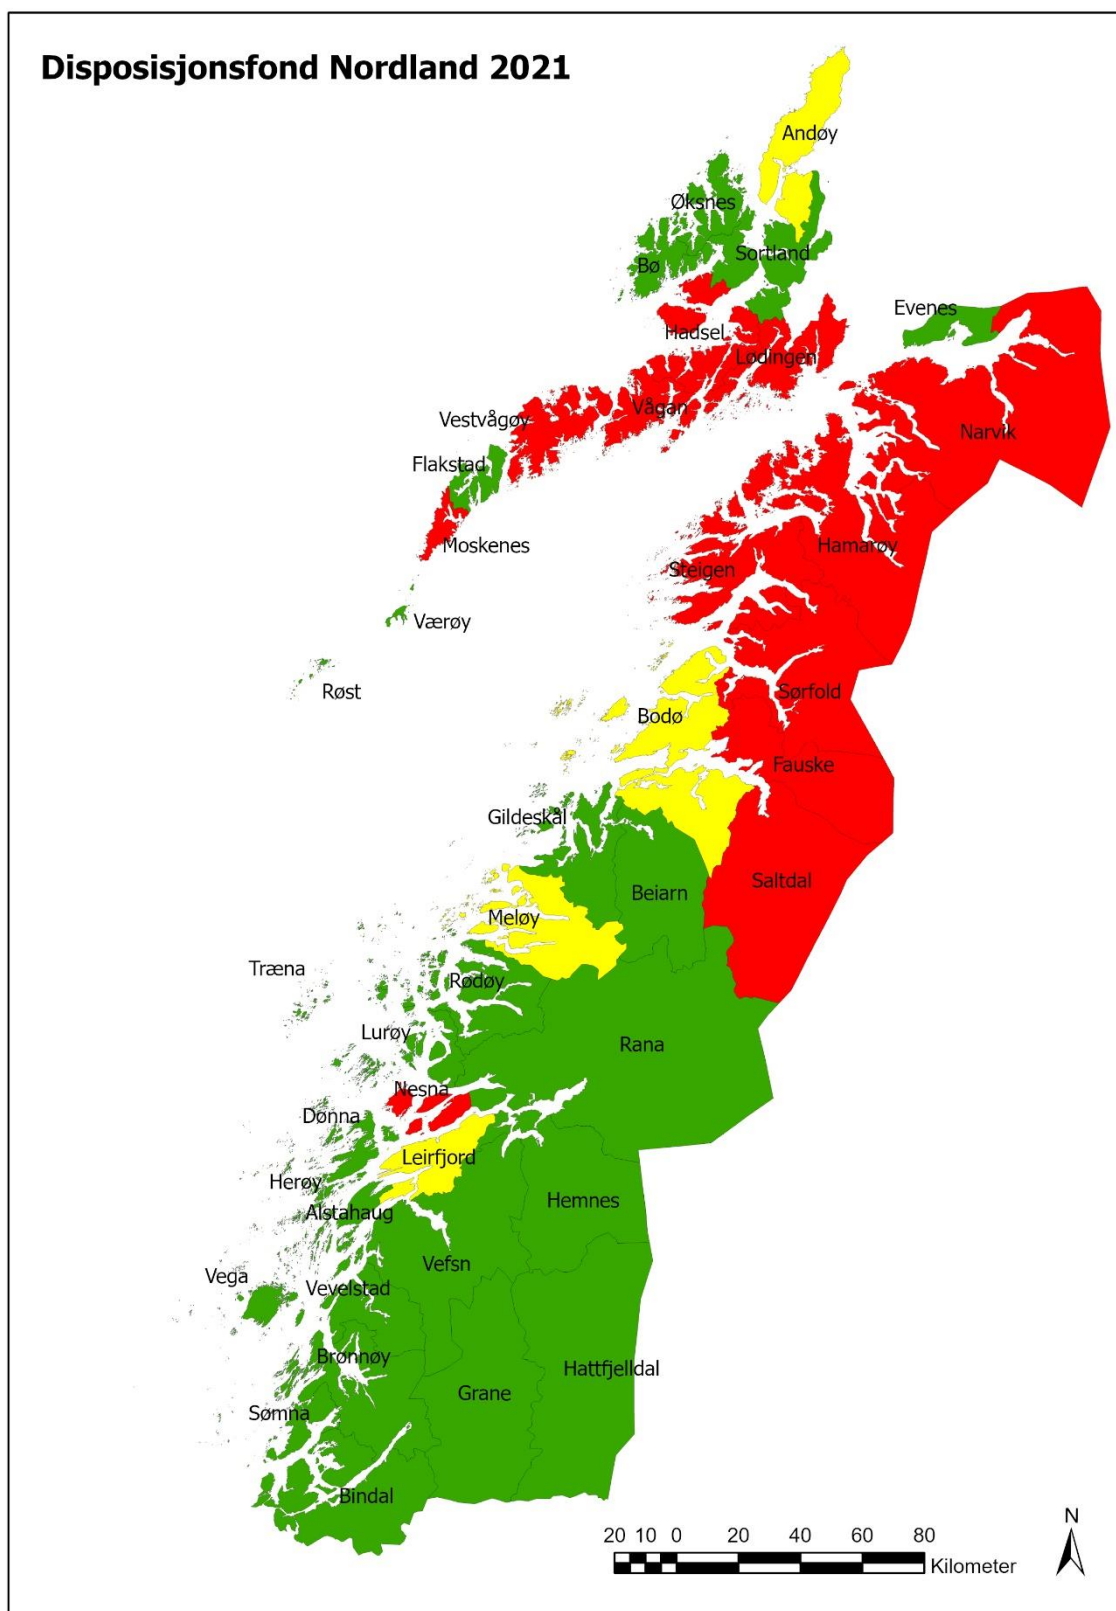 Disposisjonsfond Nordland 2021
Andøy
Øksnes
Sortland
Bø
Evenes
Hadsel
Lødingen
Vågan
Vestvågøy
Narvik
Flakstad
Moskenes
Hamarøy
Steigen
Værøy
Røst
Sørfold
Bodø
Fauske
Gildeskål
Saltdal
Beiarn
Meløy
Træna
Rødøy
Lurøy
Rana
Nesna
Dønna
Leirfjord
Herøy
Hemnes
Alstahaug
Vefsn
Vega
Vevelstad
Brønnøy
Hattfjelldal
Grane
Sømna
Bindal
N
20 10 0 20 40 60 80
Kilometer